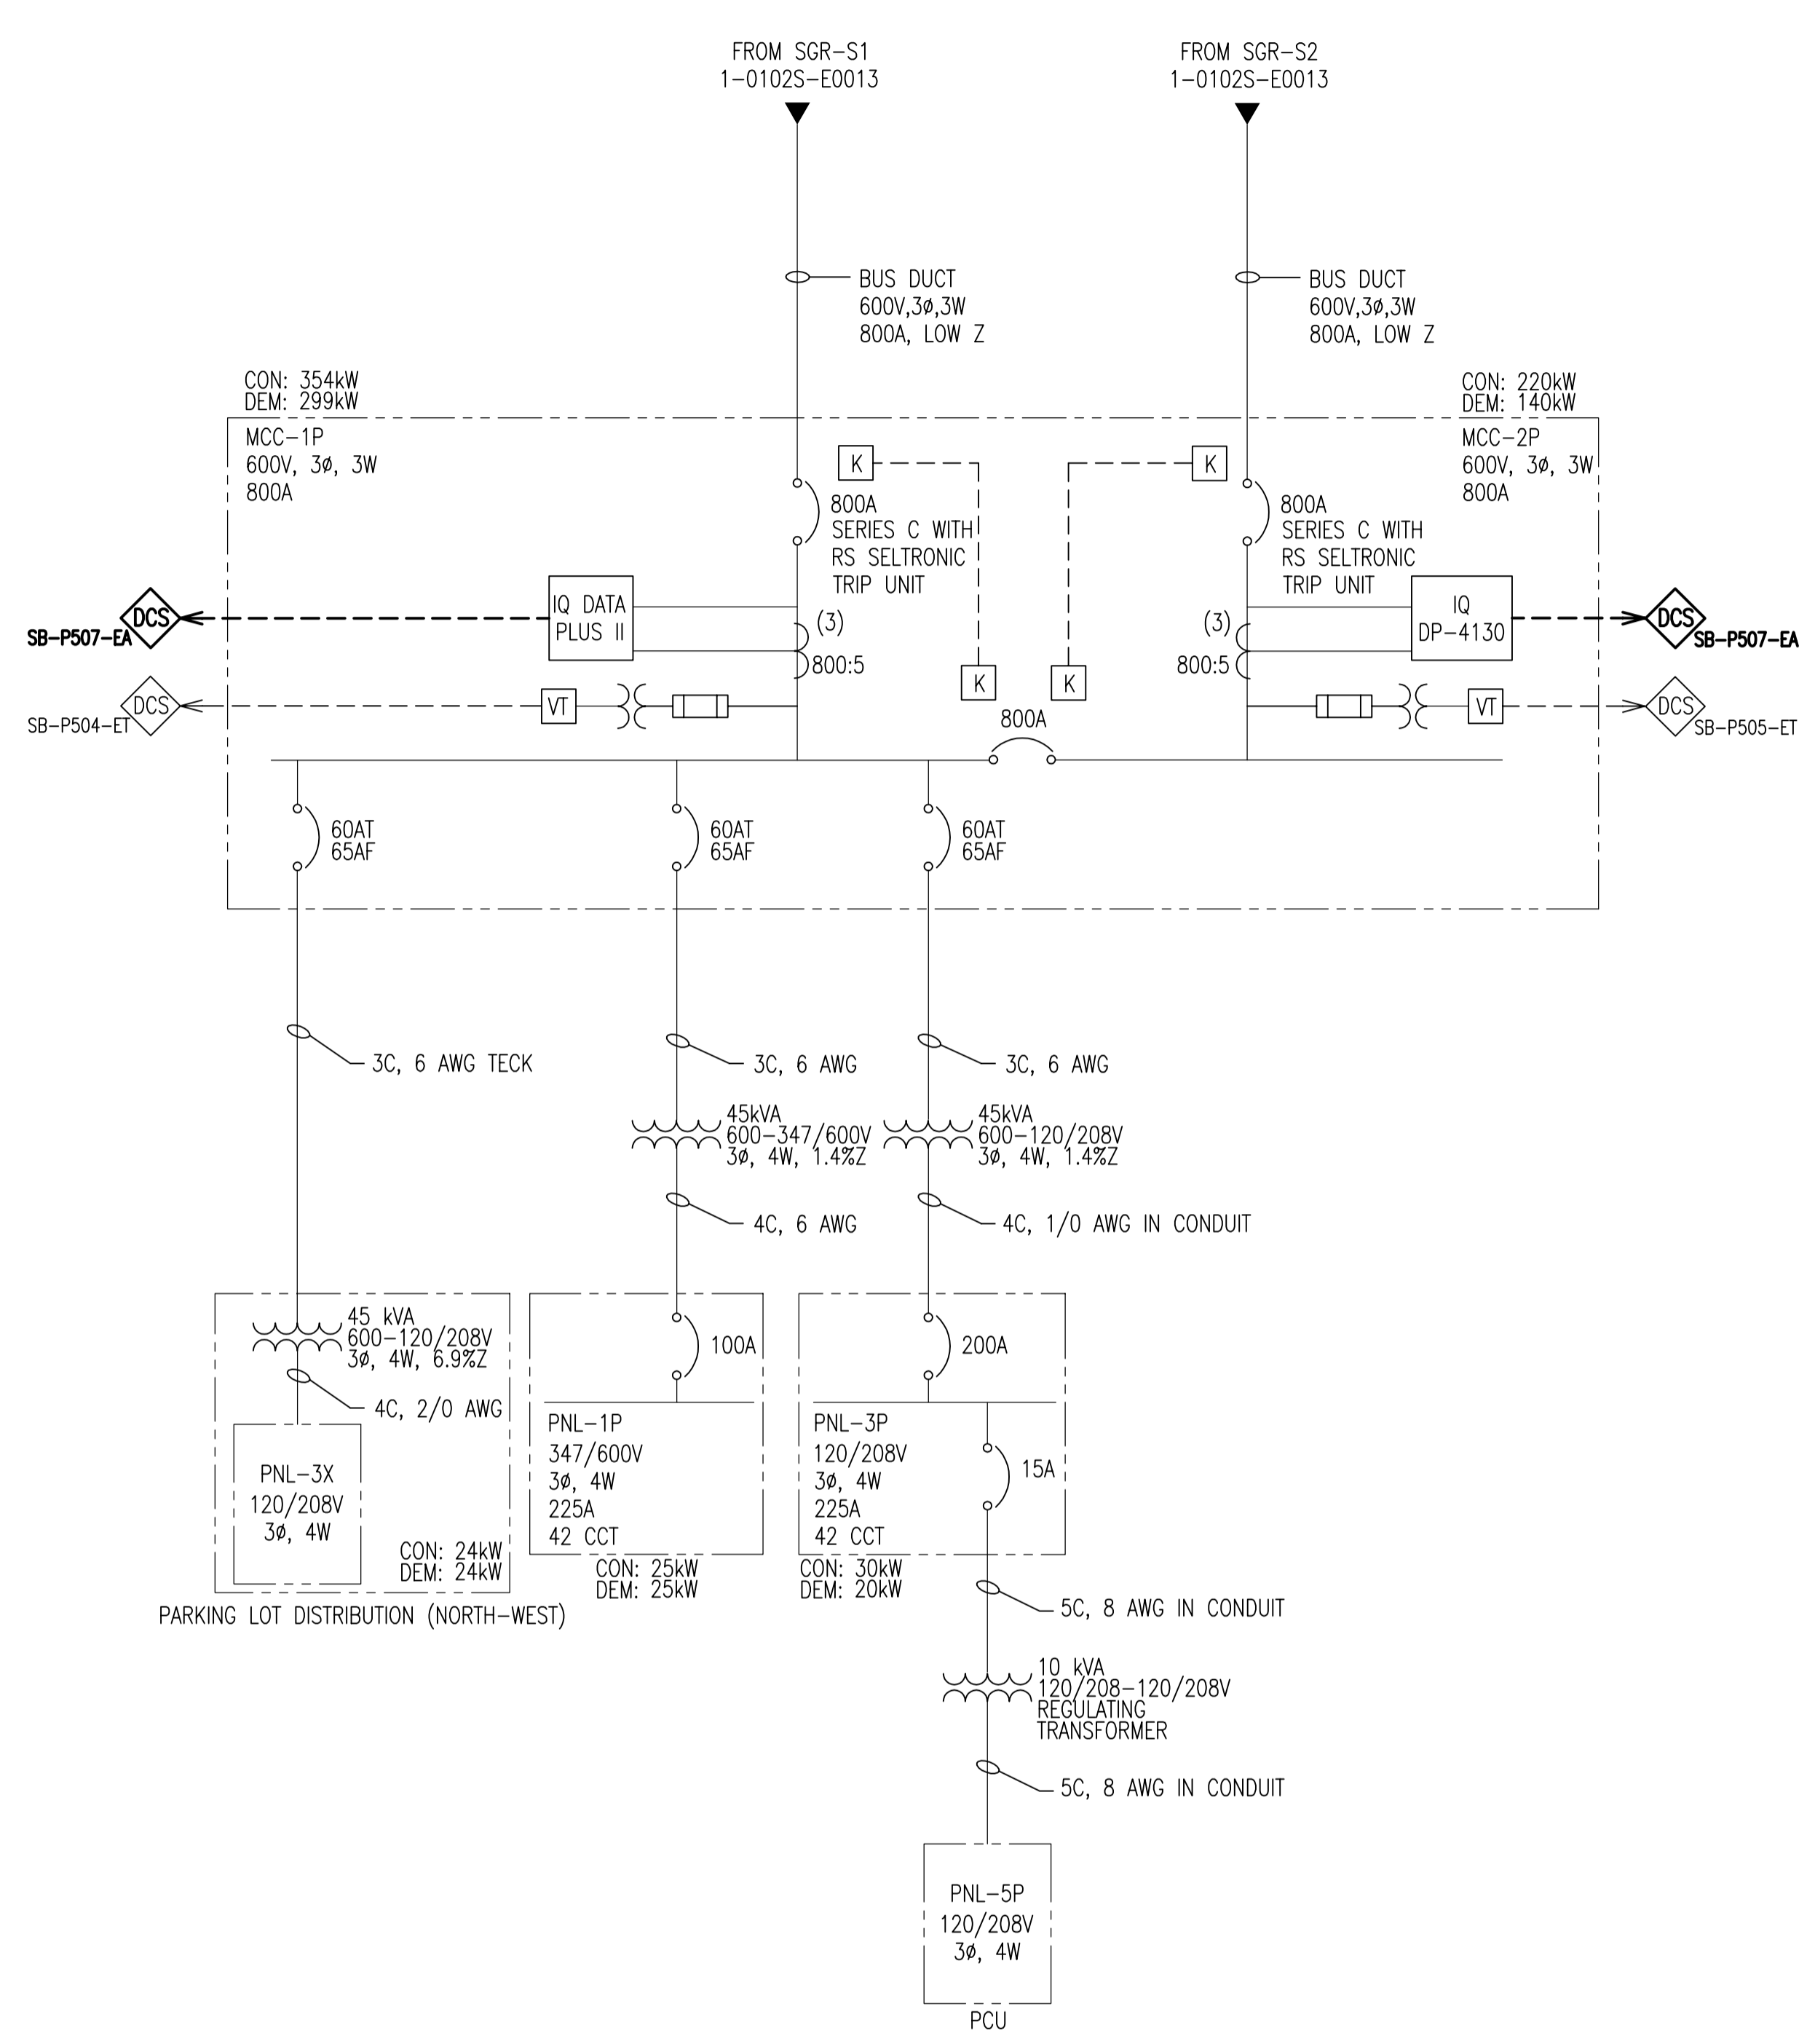 FROM SGR-S1
1-0102S-E0013
FROM SGR-S2
1-0102S-E0013
BUS DUCT
600V,3ø,3W
800A, LOW Z
BUS DUCT
600V,3ø,3W
800A, LOW Z
CON: 354kW
DEM: 299kW
CON: 220kW
DEM: 140kW
MCC-1P
600V, 3ø, 3W
800A
MCC-2P
600V, 3ø, 3W
800A
K
K
800A
SERIES C WITH
RS SELTRONIC
TRIP UNIT
800A
SERIES C WITH
RS SELTRONIC
TRIP UNIT
DCS
SB-P507-EA
IQ DATA
PLUS II
(3)
800:5
(3)
800:5
IQ
DP-4130
DCS
SB-P507-EA
K
K
DCS
SB-P504-ET
VT
800A
VT
DCS
SB-P505-ET
60AT
65AF
60AT
65AF
60AT
65AF
3C, 6 AWG TECK
3C, 6 AWG
3C, 6 AWG
45kVA
600-347/600V
3ø, 4W, 1.4%Z
45kVA
600-120/208V
3ø, 4W, 1.4%Z
4C, 6 AWG
4C, 1/0 AWG IN CONDUIT
45 kVA
600-120/208V
3ø, 4W, 6.9%Z
4C, 2/0 AWG
100A
200A
PNL-3X
120/208V
3ø, 4W
CON: 24kW
DEM: 24kW
PARKING LOT DISTRIBUTION (NORTH-WEST)
PNL-1P
347/600V
3ø, 4W
225A
42 CCT
CON: 25kW
DEM: 25kW
PNL-3P
120/208V
3ø, 4W
225A
42 CCT
15A
CON: 30kW
DEM: 20kW
5C, 8 AWG IN CONDUIT
10 kVA
120/208-120/208V
REGULATING
TRANSFORMER
5C, 8 AWG IN CONDUIT
PNL-5P
120/208V
3ø, 4W
PCU